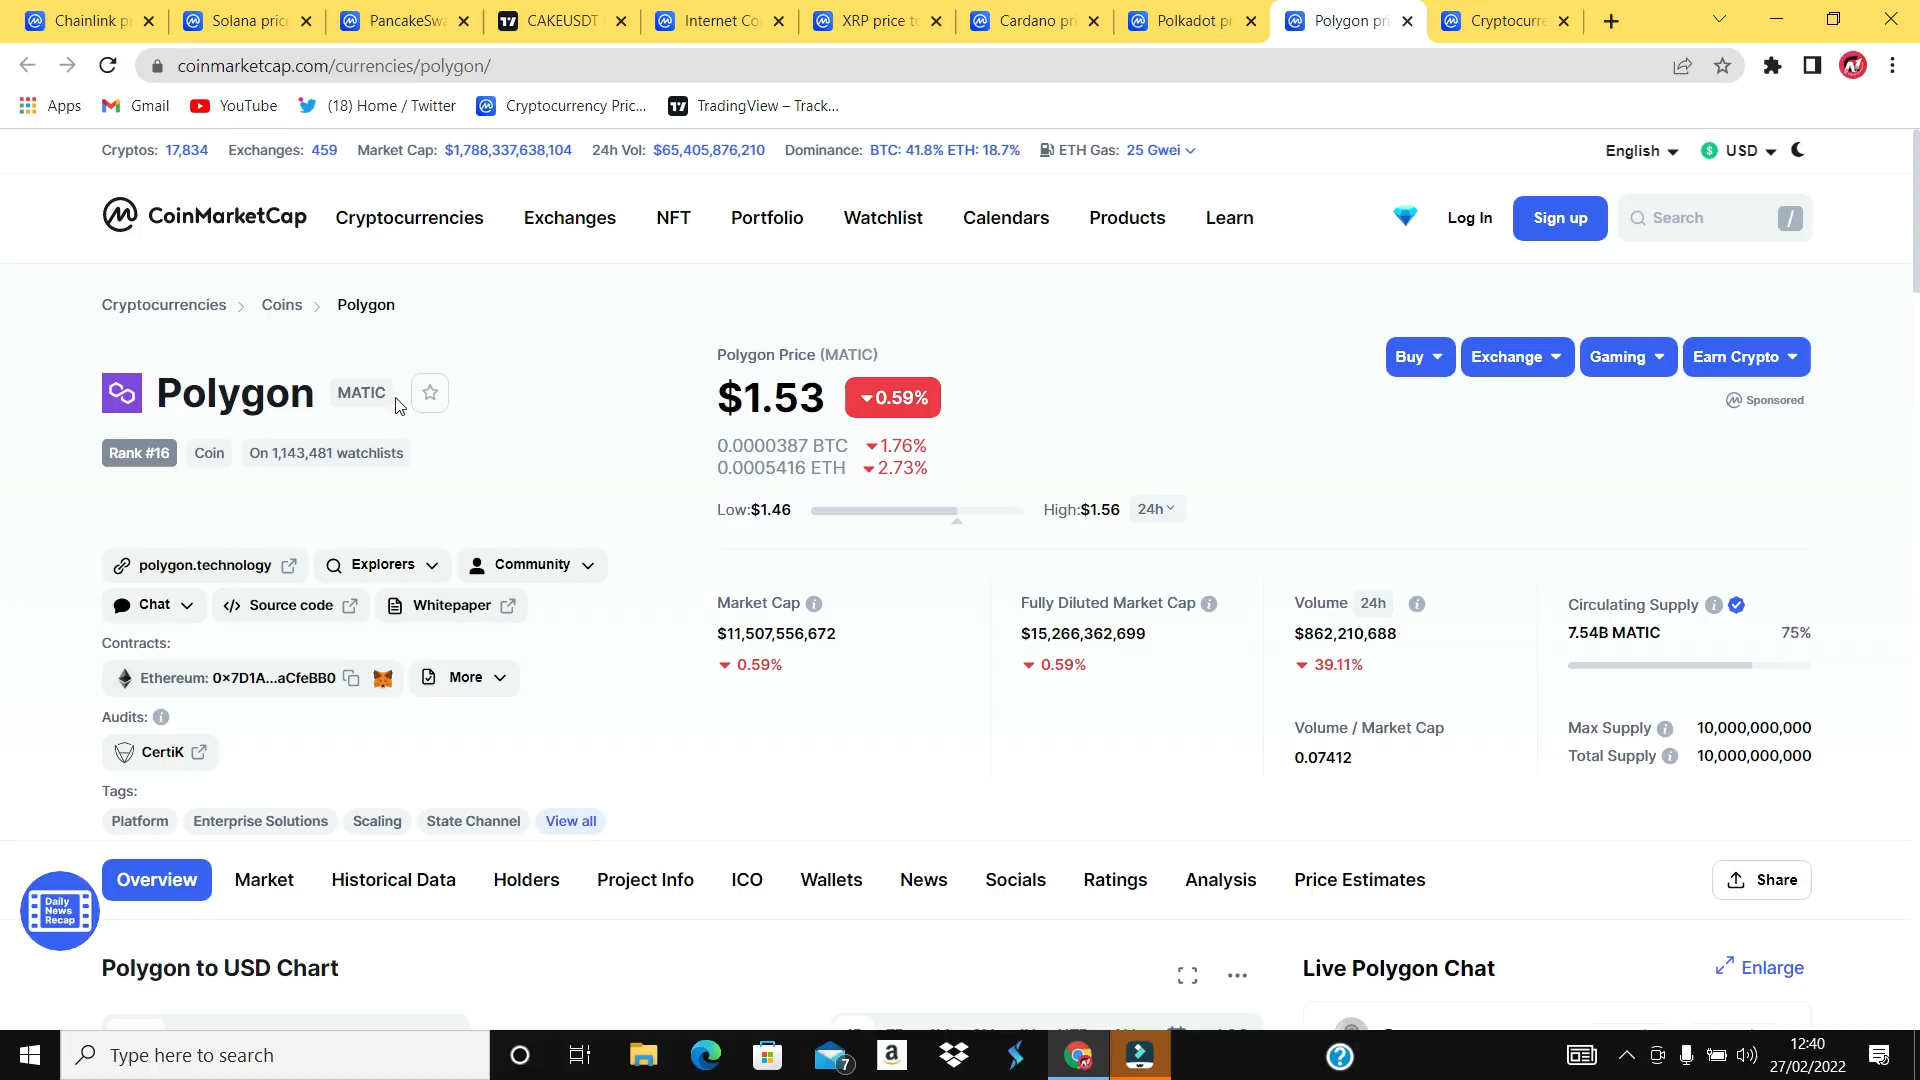 Chainlink p
Solana price
PancakeSwa
CAKEUSDT
Internet Co
XRP price to
Cardano pri
Polkadot pr
Polygon pri
Cryptocurre
coinmarketcap.com/currencies/polygon/
Apps Gmail YouTube (18) Home / Twitter Cryptocurrency Pric... TradingView – Track...
Cryptos: 17,834 Exchanges: 459 Market Cap: $1,788,337,638,104 24h Vol: $65,405,876,210 Dominance: BTC: 41.8% ETH: 18.7% ETH Gas: 25 Gwei English USD
CoinMarketCap Cryptocurrencies Exchanges NFT Portfolio Watchlist Calendars Products Learn Log In Sign up Search /
Cryptocurrencies Coins Polygon
Polygon MATIC
Rank #16 Coin On 1,143,481 watchlists
Polygon Price (MATIC)
$1.53 0.59%
0.0000387 BTC 1.76%
0.0005416 ETH 2.73%
Low:$1.46 High:$1.56 24h
Buy Exchange Gaming Earn Crypto
Sponsored
polygon.technology Explorers Community
Chat Source code Whitepaper
Contracts:
Ethereum: 0x7D1A...aCfeBB0 More
Audits:
CertiK
Tags:
Platform Enterprise Solutions Scaling State Channel View all
Market Cap
$11,507,556,672
0.59%
Fully Diluted Market Cap
$15,266,362,699
0.59%
Volume 24h
$862,210,688
39.11%
Volume / Market Cap
0.07412
Circulating Supply
7.54B MATIC 75%
Max Supply 10,000,000,000
Total Supply 10,000,000,000
Overview Market Historical Data Holders Project Info ICO Wallets News Socials Ratings Analysis Price Estimates Share
Daily
News
Recap
Polygon to USD Chart
Live Polygon Chat Enlarge
Type here to search
7
12:40
27/02/2022